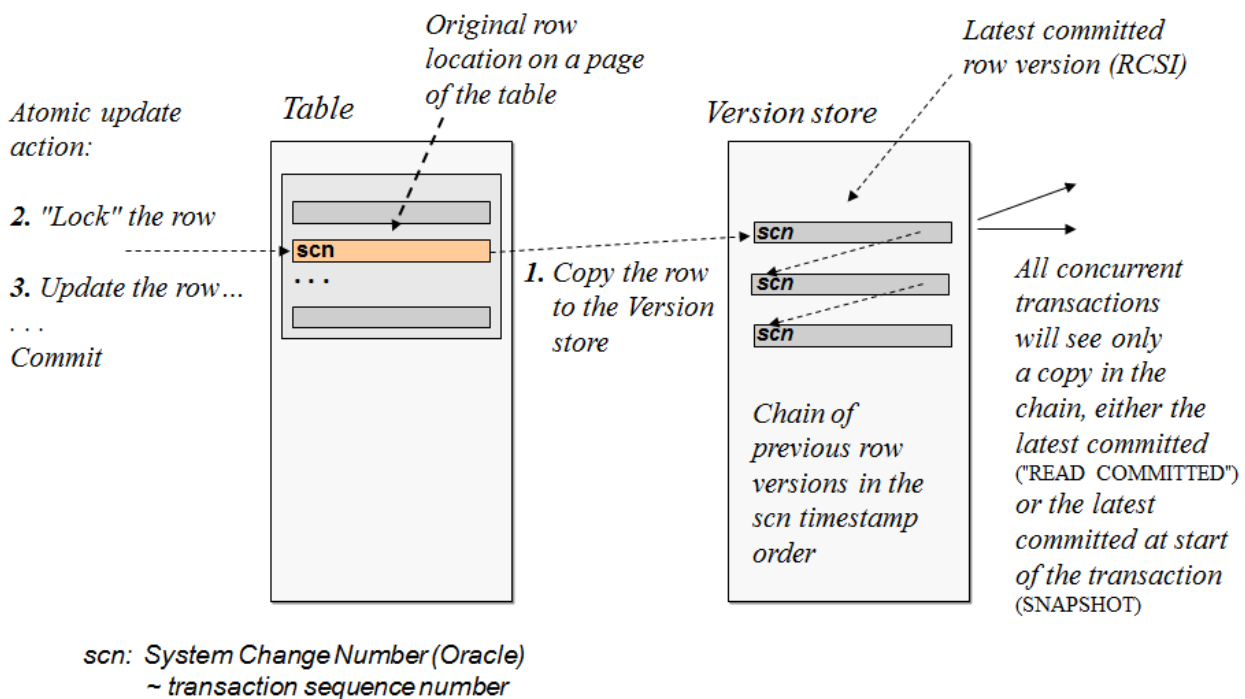 Original row
location on a page
of the table
Latest committed
row version (RCSI)
Atomic update
action:
Table
Version store
2. "Lock" the row
3. Update the row…
. . .
Commit
scn
. . .
1. Copy the row
to the Version
store
scn
scn
scn
Chain of
previous row
versions in the
scn timestamp
order
All concurrent
transactions
will see only
a copy in the
chain, either the
latest committed
("READ COMMITTED")
or the latest
committed at start
of the transaction
(SNAPSHOT)
scn: System Change Number (Oracle)
~ transaction sequence number